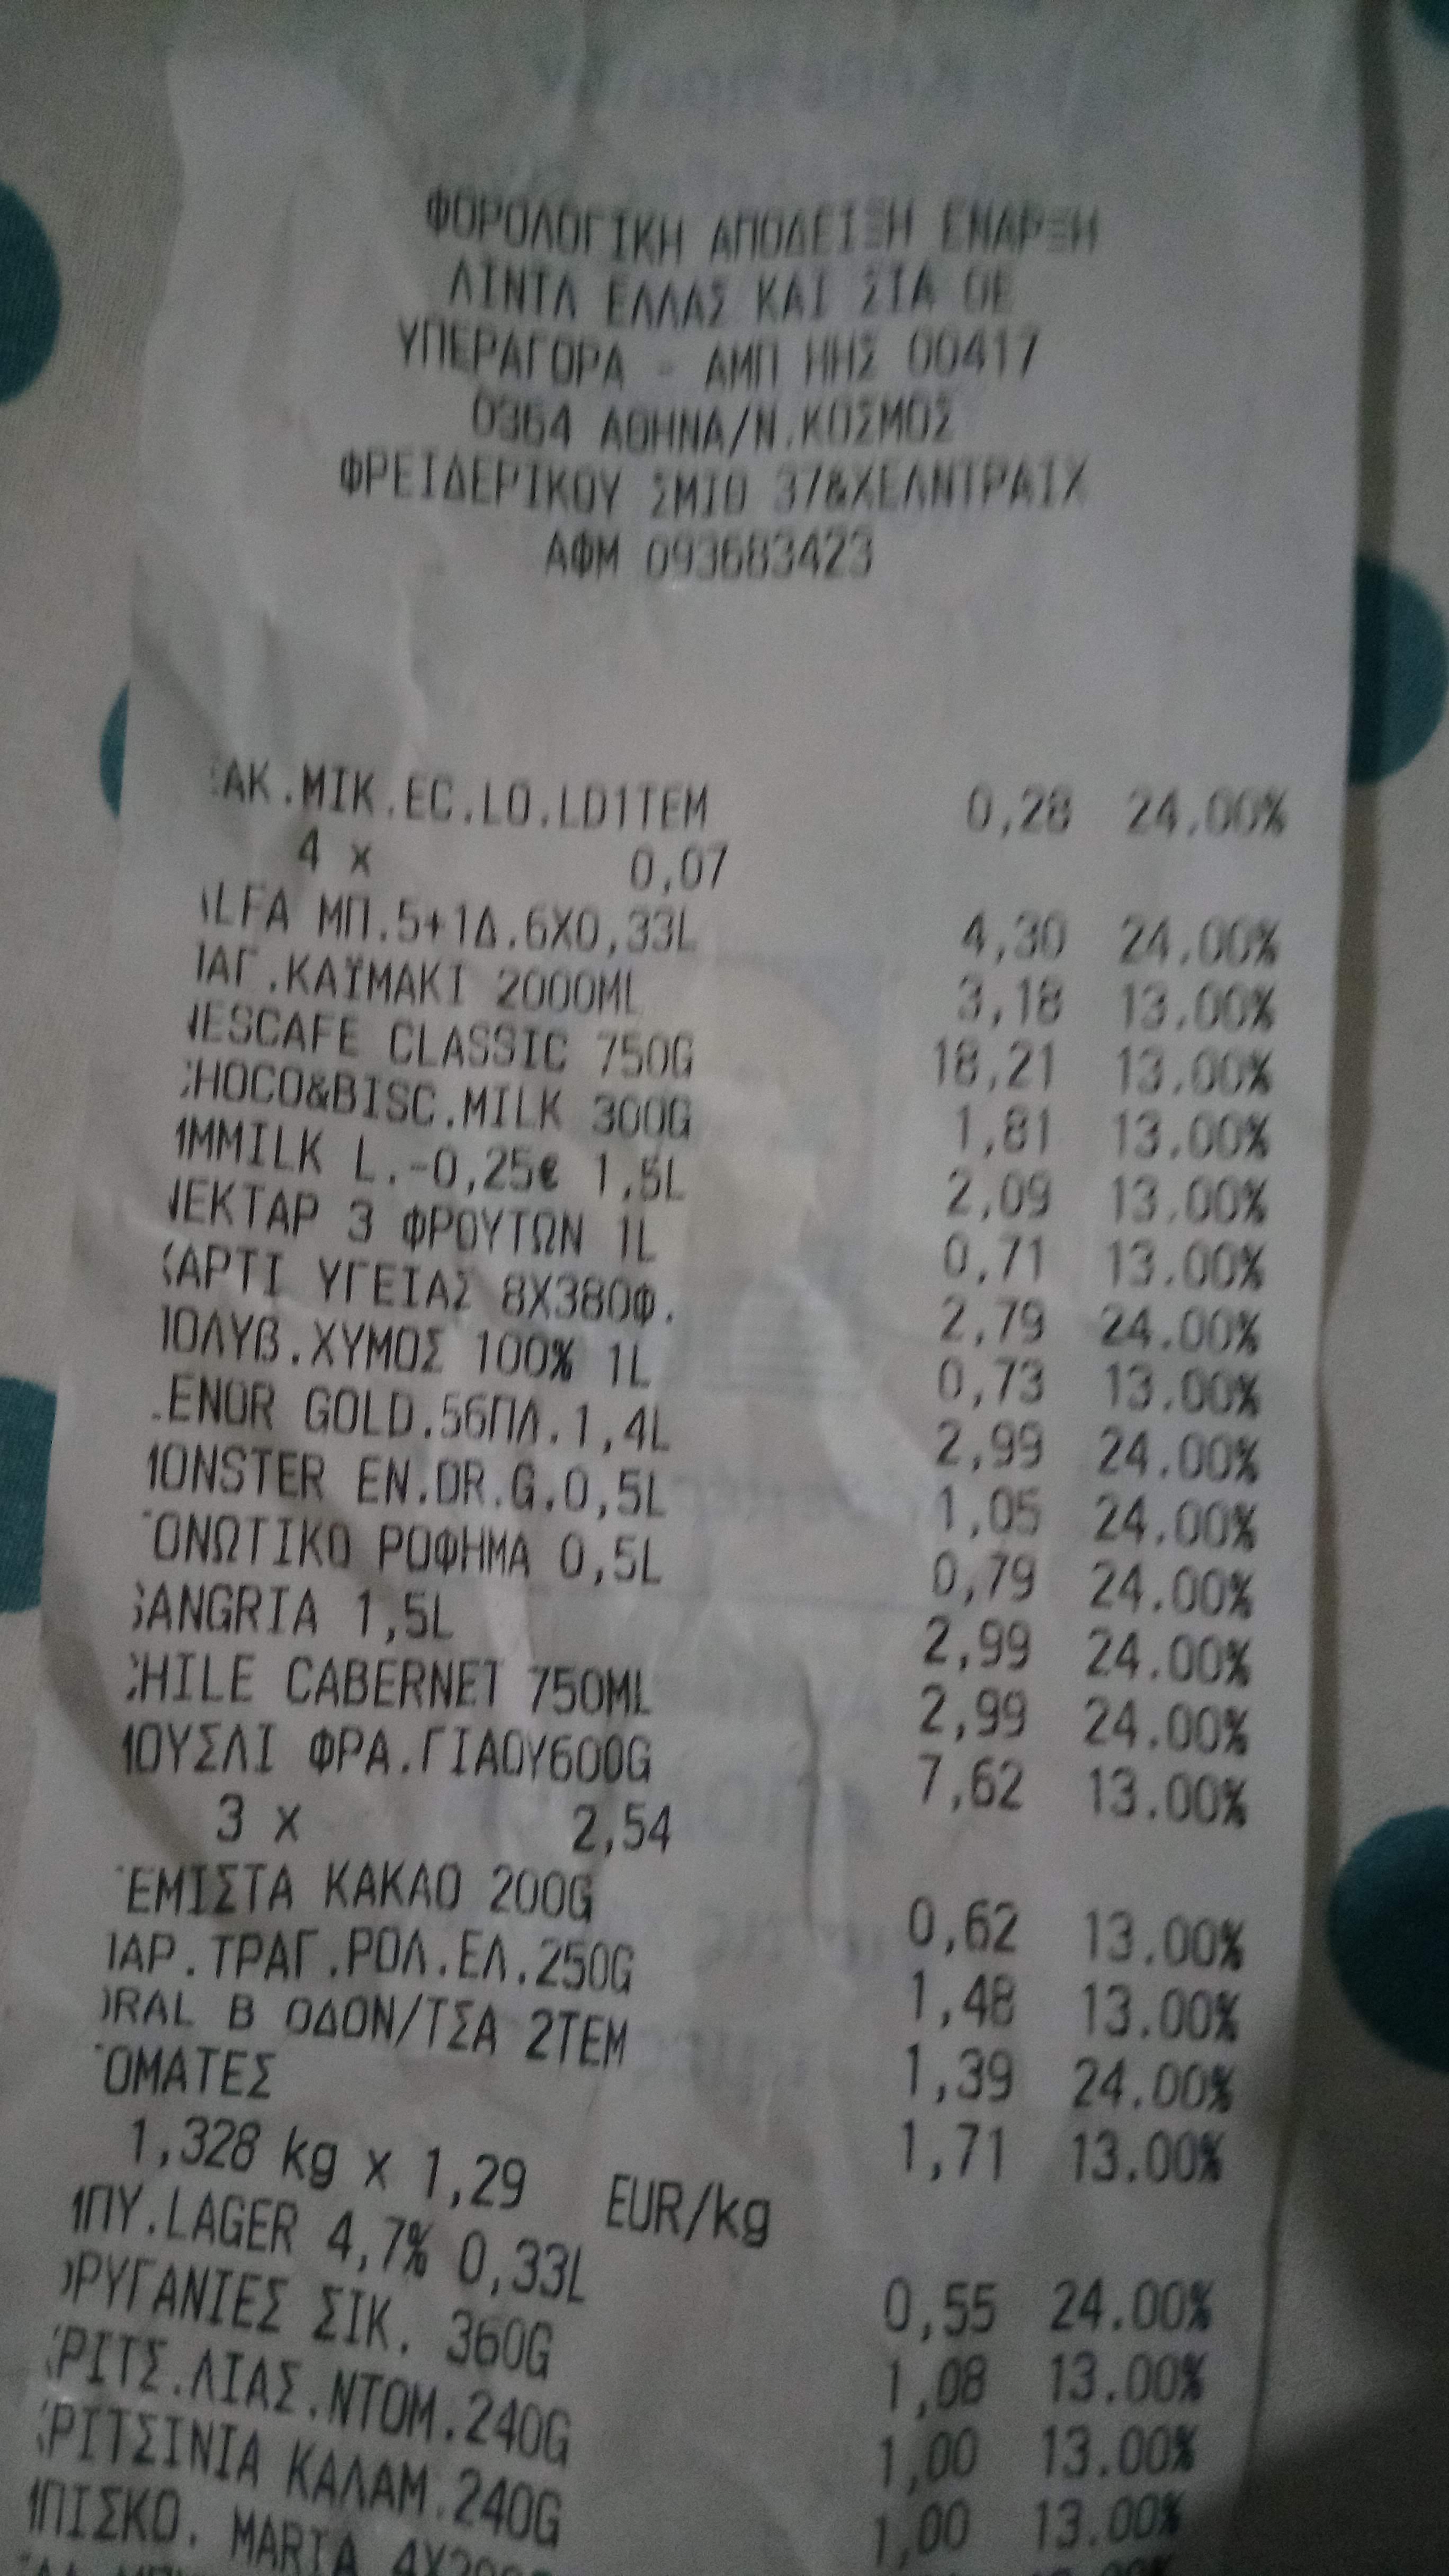 ΦΟΡΟΛΟΓΙΚΗ ΑΠΟΔΕΙΞΗ ΕΝΑΡΞΗ
ΛΙΝΤΛ ΕΛΛΑΣ ΚΑΙ ΣΙΑ ΟΕ
ΥΠΕΡΑΓΟΡΑ - ΑΜΠ ΗΗΣ 00417
0364 ΑΘΗΝΑ/Ν.ΚΟΣΜΟΣ
ΦΡΕΙΔΕΡΙΚΟΥ ΣΜΙΘ 37&ΧΕΛΝΤΡΑΙΧ
ΑΦΜ 093683423
ΑΚ.ΜΙΚ.EC.LO.LD1ΤΕΜ 0,28 24.00%
4 x 0,07
LFA ΜΠ.5+1Δ.6Χ0,33L 4,30 24.00%
ΑΓ.ΚΑΪΜΑΚΙ 2000ML 3,18 13.00%
NESCAFE CLASSIC 750G 18,21 13.00%
CHOCO&BISC.MILK 300G 1,81 13.00%
MMILK L.-0,25€ 1,5L 2,09 13.00%
ΝΕΚΤΑΡ 3 ΦΡΟΥΤΩΝ 1L 0,71 13.00%
ΧΑΡΤΙ ΥΓΕΙΑΣ 8Χ380Φ. 2,79 24.00%
ΠΟΛΥΒ.ΧΥΜΟΣ 100% 1L 0,73 13.00%
LENOR GOLD.56ΠΛ.1,4L 2,99 24.00%
MONSTER EN.DR.G.0,5L 1,05 24.00%
ΤΟΝΩΤΙΚΟ ΡΟΦΗΜΑ 0,5L 0,79 24.00%
SANGRIA 1,5L 2,99 24.00%
CHILE CABERNET 750ML 2,99 24.00%
ΜΟΥΣΛΙ ΦΡΑ.ΓΙΑΟΥ600G 7,62 13.00%
3 x 2,54
ΓΕΜΙΣΤΑ ΚΑΚΑΟ 200G 0,62 13.00%
ΠΑΡ.ΤΡΑΓ.ΡΟΛ.ΕΛ.250G 1,48 13.00%
ORAL B ΟΔΟΝ/ΤΣΑ 2ΤΕΜ 1,39 24.00%
ΤΟΜΑΤΕΣ 1,71 13.00%
1,328 kg x 1,29 EUR/kg
ΜΠΥ.LAGER 4,7% 0,33L 0,55 24.00%
ΦΡΥΓΑΝΙΕΣ ΣΙΚ. 360G 1,08 13.00%
ΚΡΙΤΣ.ΛΙΑΣ.ΝΤΟΜ.240G 1,00 13.00%
ΚΡΙΤΣΙΝΙΑ ΚΑΛΑΜ.240G 1,00 13.00%
ΜΠΙΣΚΟ. MARIA